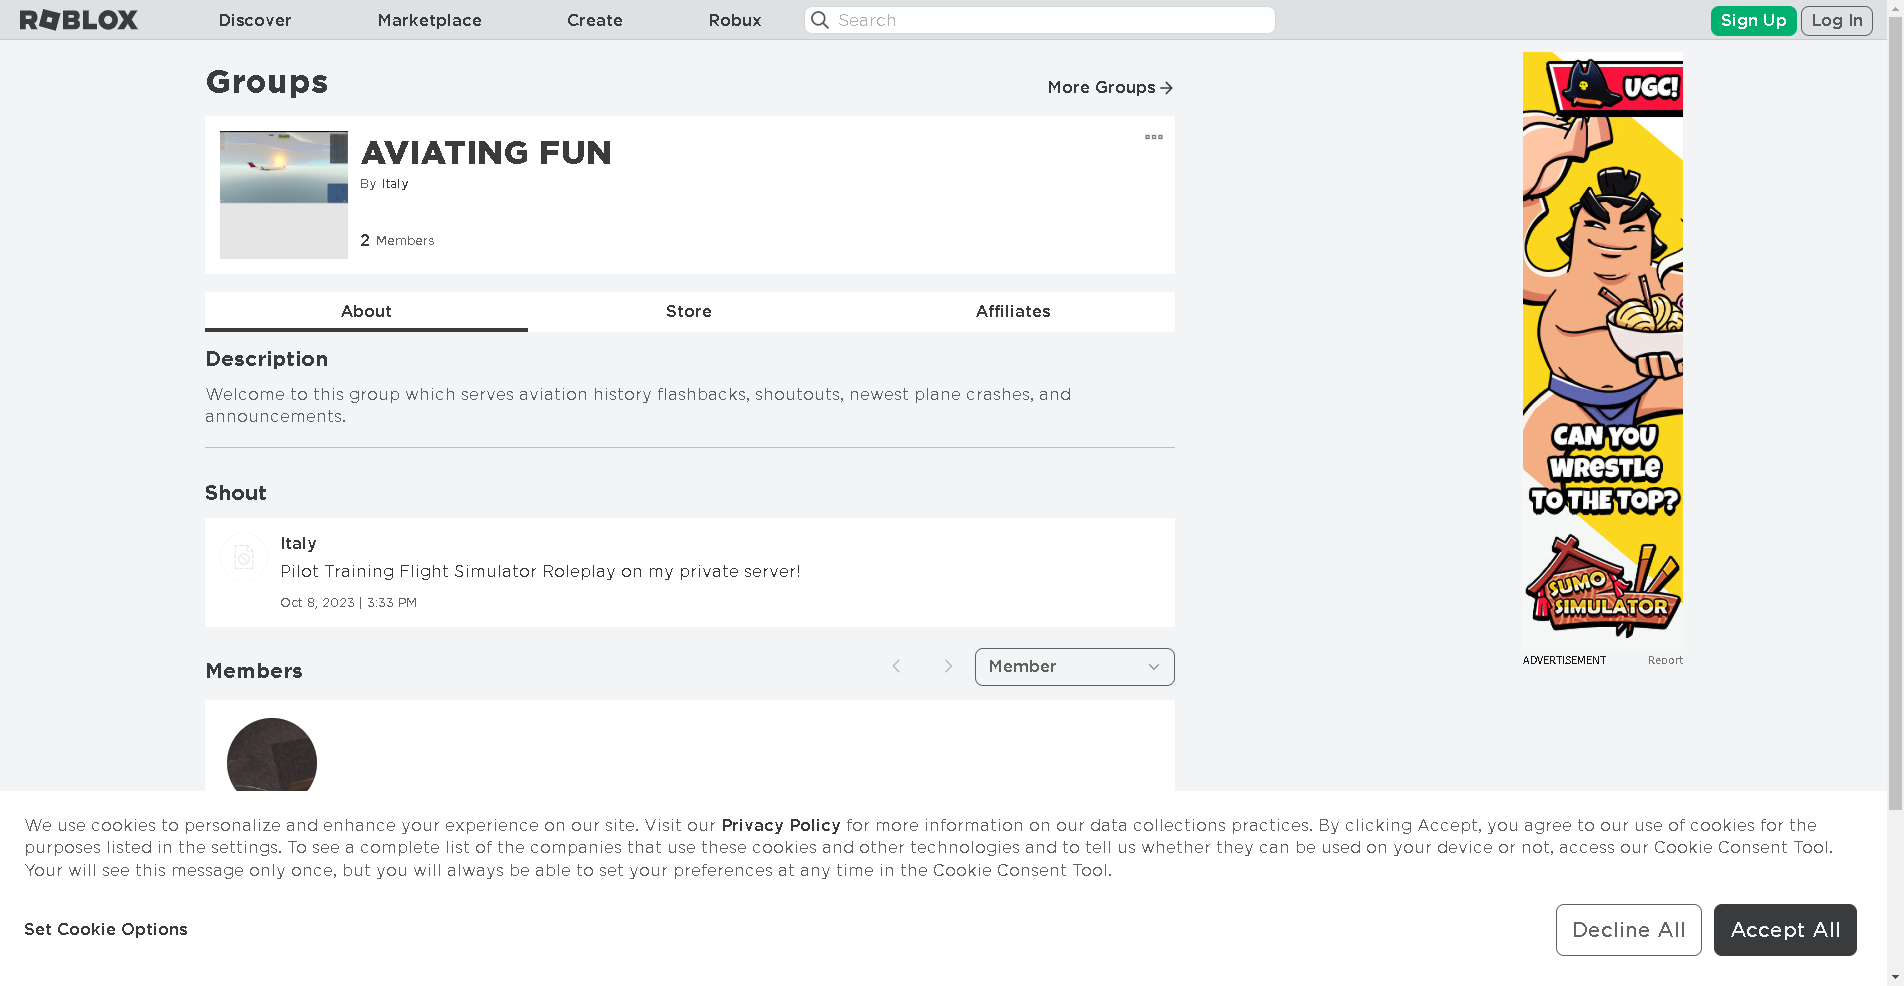 ROBLOX
Discover
Marketplace
Create
Robux
Search
Sign Up
Log In
Groups
More Groups
AVIATING FUN
By Italy
2 Members
About
Store
Affiliates
Description
Welcome to this group which serves aviation history flashbacks, shoutouts, newest plane crashes, and
announcements.
Shout
Italy
Pilot Training Flight Simulator Roleplay on my private server!
Oct 8, 2023 | 3:33 PM
Members
Member
UGC!
CAN YOU
WRESTLE
TO THE TOP?
SUMO
SIMULATOR
ADVERTISEMENT
Report
We use cookies to personalize and enhance your experience on our site. Visit our Privacy Policy for more information on our data collections practices. By clicking Accept, you agree to our use of cookies for the
purposes listed in the settings. To see a complete list of the companies that use these cookies and other technologies and to tell us whether they can be used on your device or not, access our Cookie Consent Tool.
Your will see this message only once, but you will always be able to set your preferences at any time in the Cookie Consent Tool.
Set Cookie Options
Decline All
Accept All